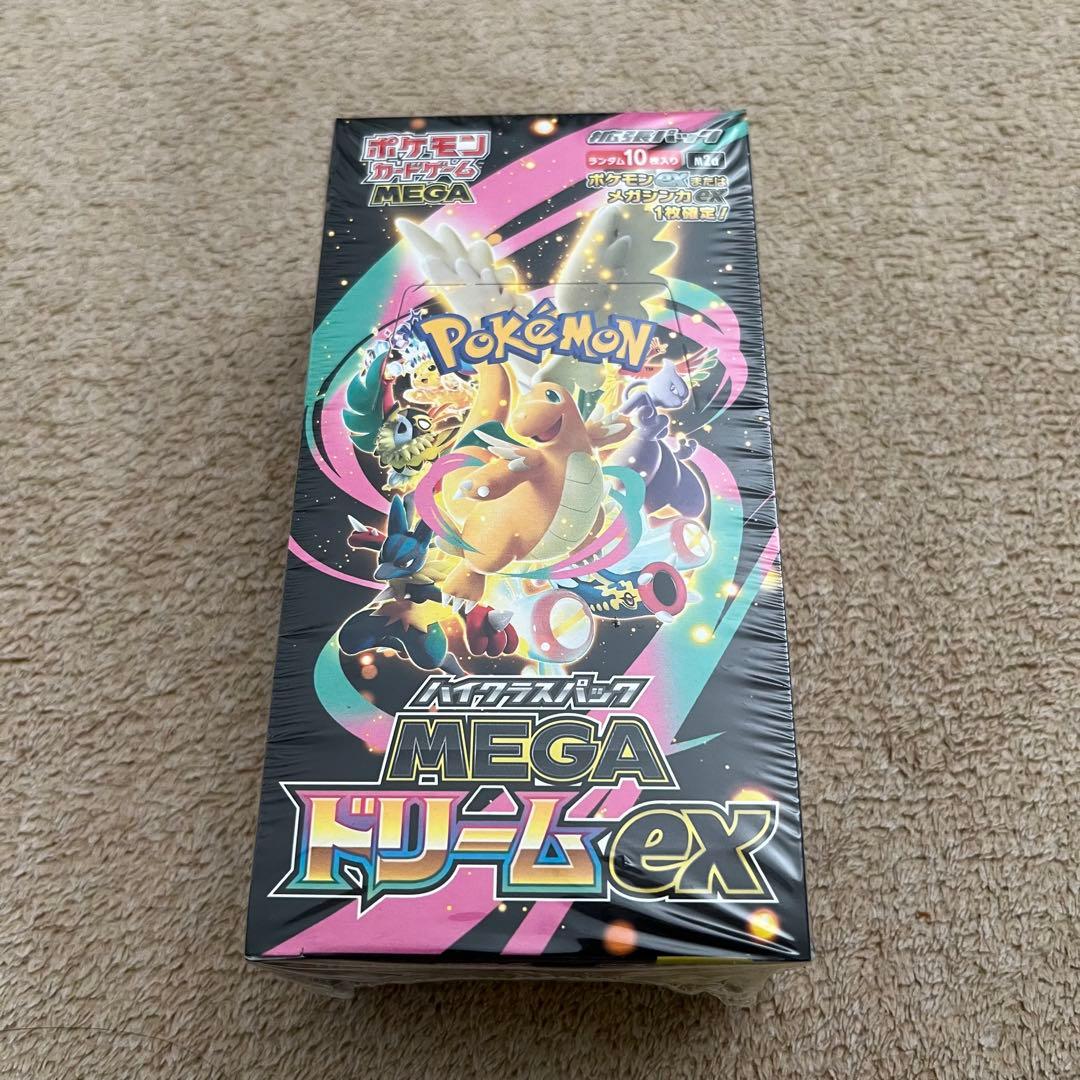 ポケモン
カードゲーム
MEGA
拡張パック
ランダム10枚入り M2a
ポケモンexまたは
メガシンカex
1枚確定!
POKéMON
TM
ハイクラスパック
MEGA
ドリームex